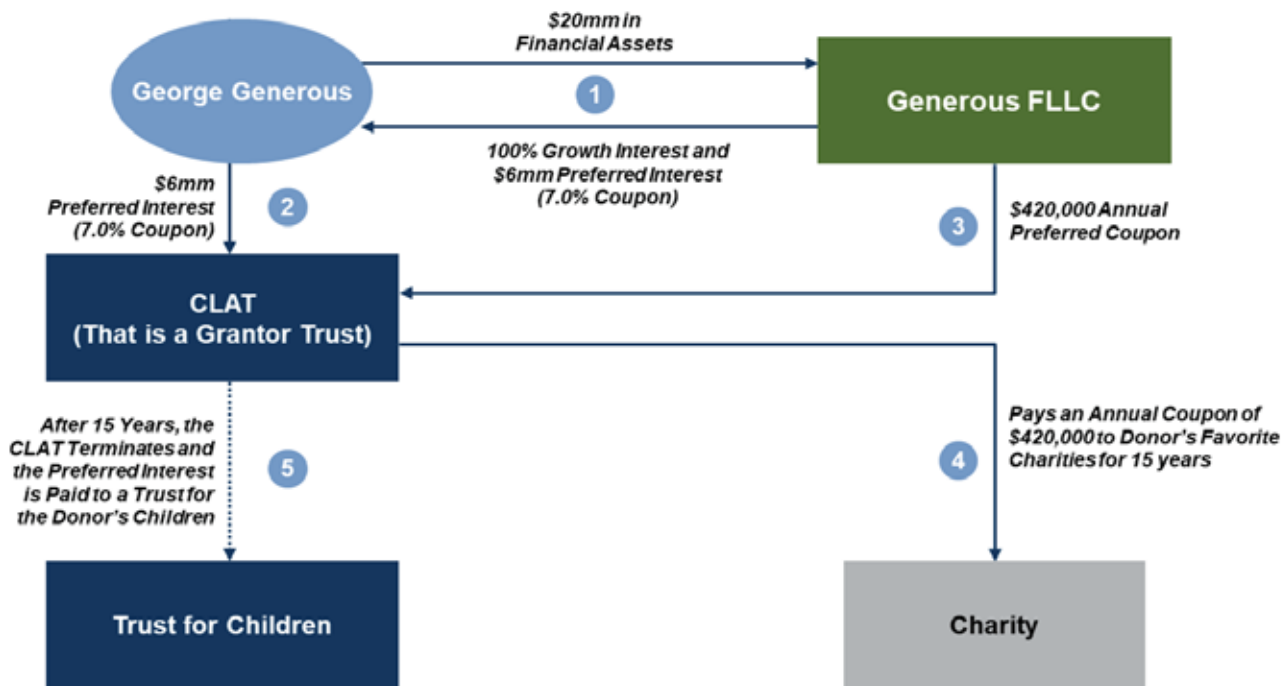 $20mm in
Financial Assets
George Generous
1
Generous FLLC
100% Growth Interest and
$6mm Preferred Interest
(7.0% Coupon)
$6mm
Preferred Interest
(7.0% Coupon)
2
3
$420,000 Annual
Preferred Coupon
CLAT
(That is a Grantor Trust)
After 15 Years, the
CLAT Terminates and
the Preferred Interest
is Paid to a Trust for
the Donor's Children
5
4
Pays an Annual Coupon of
$420,000 to Donor's Favorite
Charities for 15 years
Trust for Children
Charity